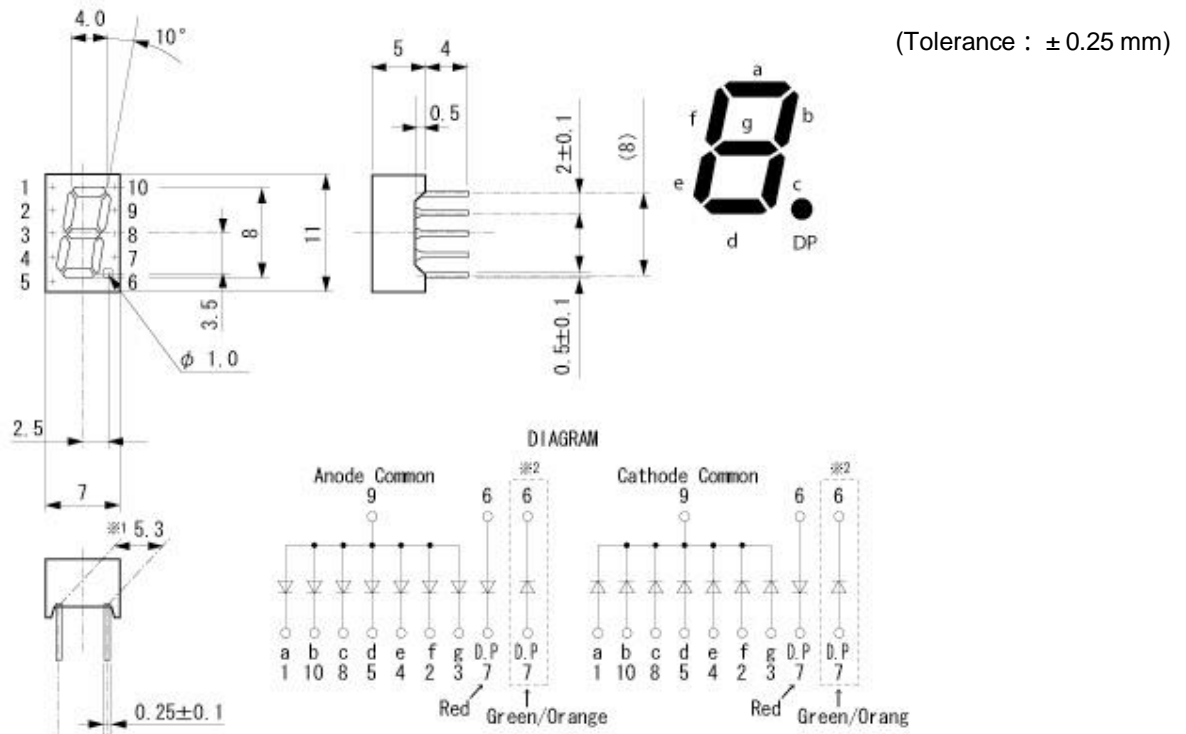 (Tolerance : ± 0.25 mm)
4.0
10°
5 4
0.5
2±0.1
(8)
0.5±0.1
1 10
2 9
3 8
4 7
5 6
8
11
3.5
φ 1.0
2.5
7
※1 5.3
0.25±0.1
a
f b
g
e c
d DP
DIAGRAM
Anode Common
※2
9 6 6
a b c d e f g D.P D.P
1 10 8 5 4 2 3 7 7
Red Green/Orange
Cathode Common
※2
9 6 6
a b c d e f g D.P D.P
1 10 8 5 4 2 3 7 7
Red Green/Orang